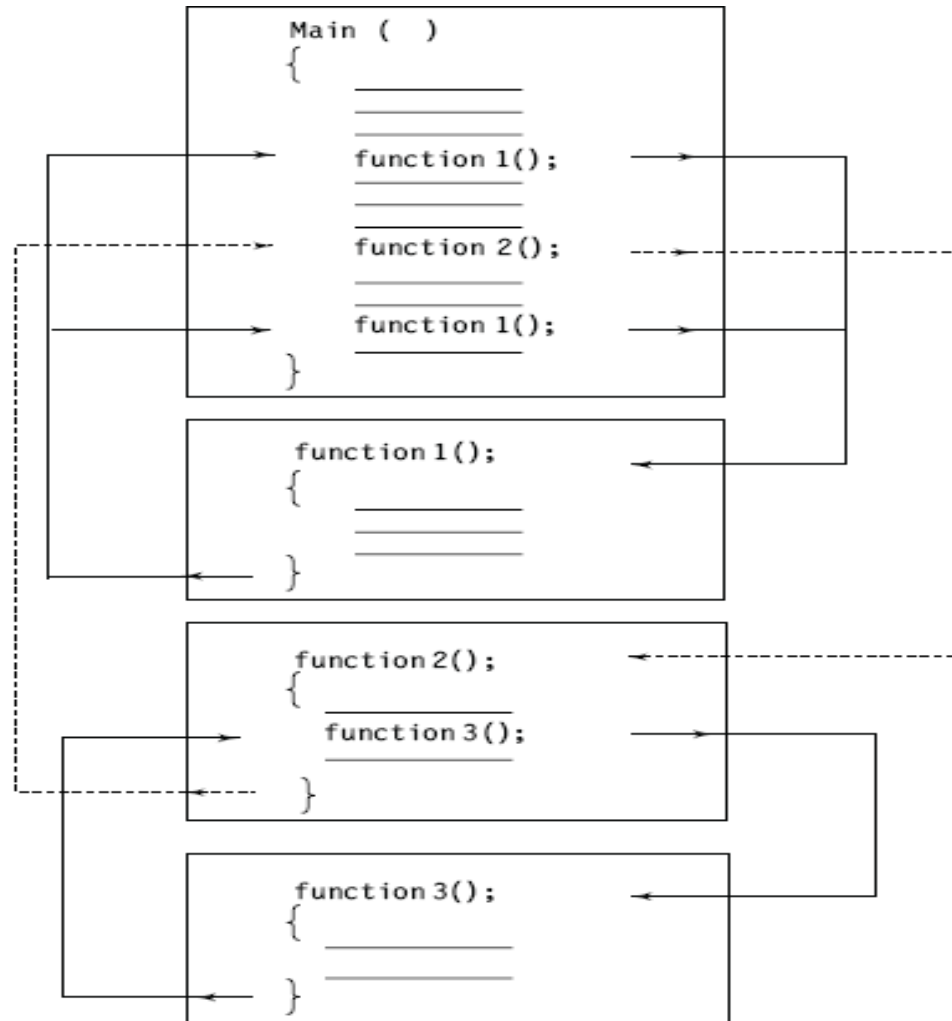 Main ( )
{
function 1();
function 2();
function 1();
}
function 1();
{
}
function 2();
{
function 3();
}
function 3();
{
}